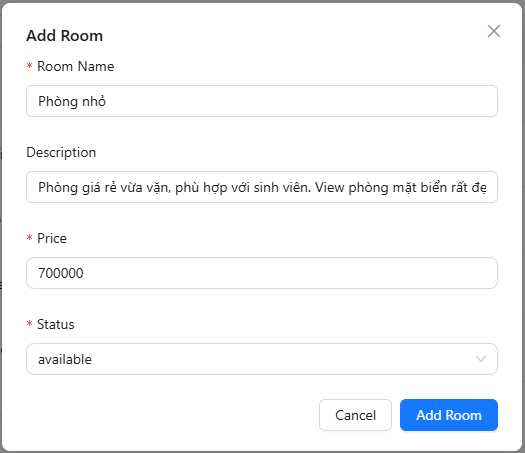 Add Room
* Room Name
Phòng nhỏ
Description
Phòng giá rẻ vừa vặn, phù hợp với sinh viên. View phòng mặt biển rất đẹ
* Price
700000
* Status
available
Cancel
Add Room